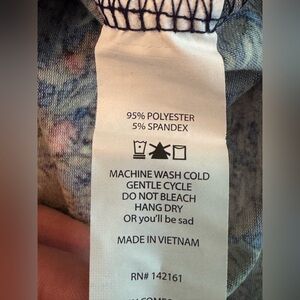 95% POLYESTER
5% SPANDEX
MACHINE WASH COLD
GENTLE CYCLE
DO NOT BLEACH
HANG DRY
OR you'll be sad
MADE IN VIETNAM
RN# 142161